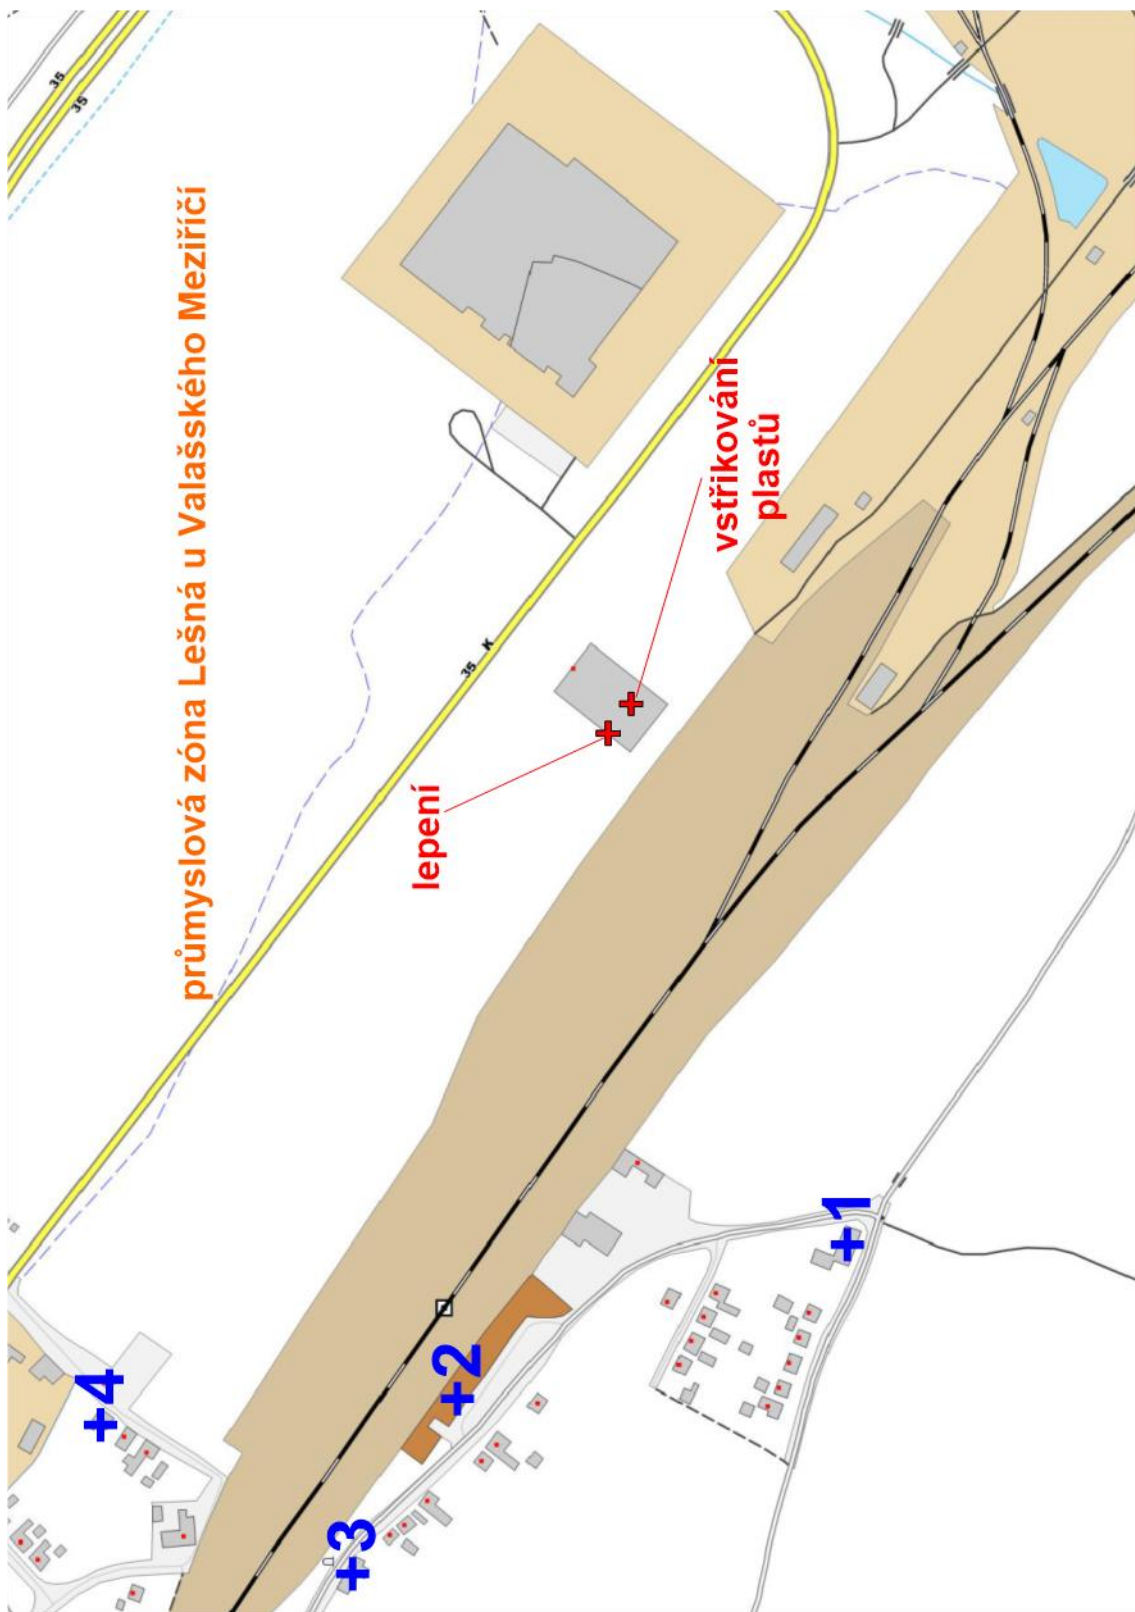 průmyslová zóna Lešná u Valašského Meziříčí
35
35
35 K
vstřikování
plastů
lepení
+1
+2
+3
+4